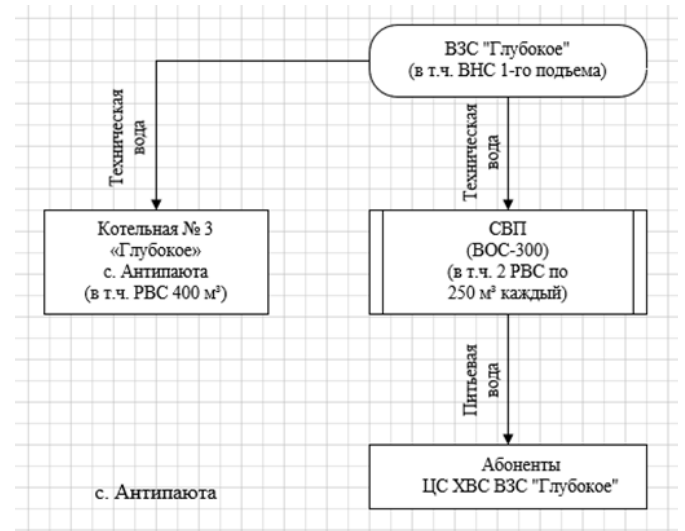 ВЗС "Глубокое"
(в т.ч. ВНС 1-го подъема)
Техническая
вода
Техническая
вода
Котельная № 3
«Глубокое»
с. Антипаюта
(в т.ч. РВС 400 м³)
СВП
(ВОС-300)
(в т.ч. 2 РВС по
250 м³ каждый)
Питьевая
вода
Абоненты
ЦС ХВС ВЗС "Глубокое"
с. Антипаюта